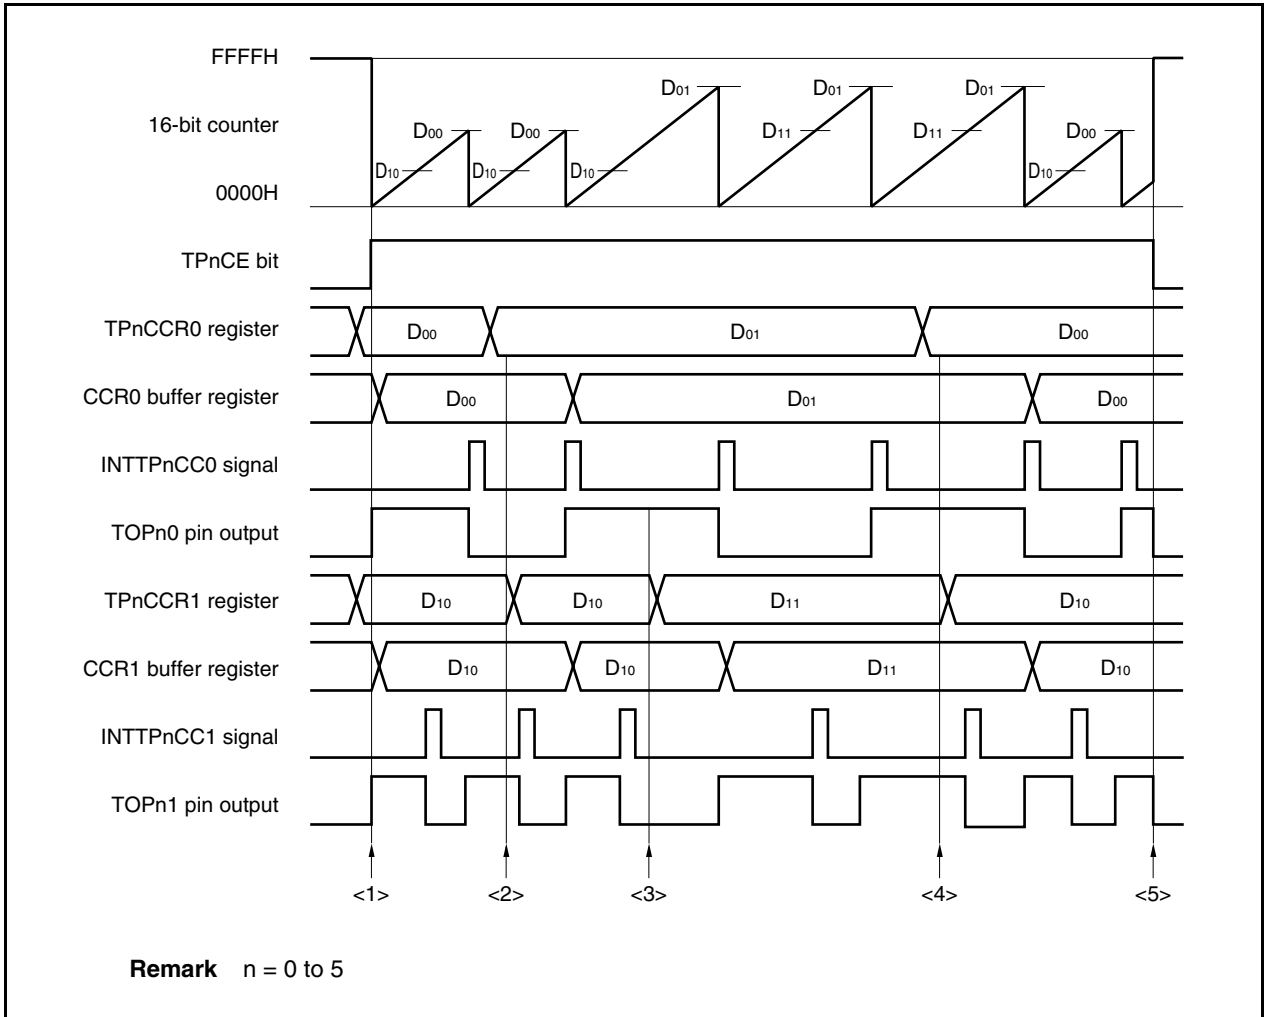 FFFFH
D01 D01 D01
16-bit counter
D00 D00 D11 D11 D00
D10 D10 D10 D10
0000H
TPnCE bit
TPnCCR0 register D00 D01 D00
CCR0 buffer register D00 D01 D00
INTTPnCC0 signal
TOPn0 pin output
TPnCCR1 register D10 D10 D11 D10
CCR1 buffer register D10 D10 D11 D10
INTTPnCC1 signal
TOPn1 pin output
<1> <2> <3> <4> <5>
Remark n = 0 to 5